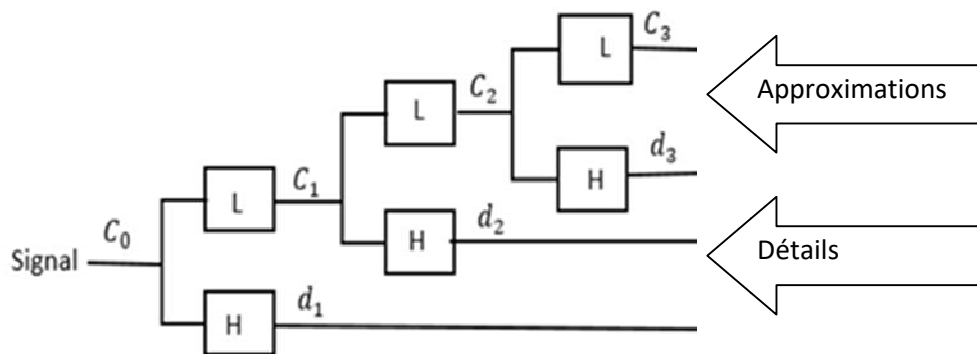 C₃
L
Approximations
C₂
L
d₃
H
C₁
L
d₂
H
Détails
C₀
Signal
d₁
H